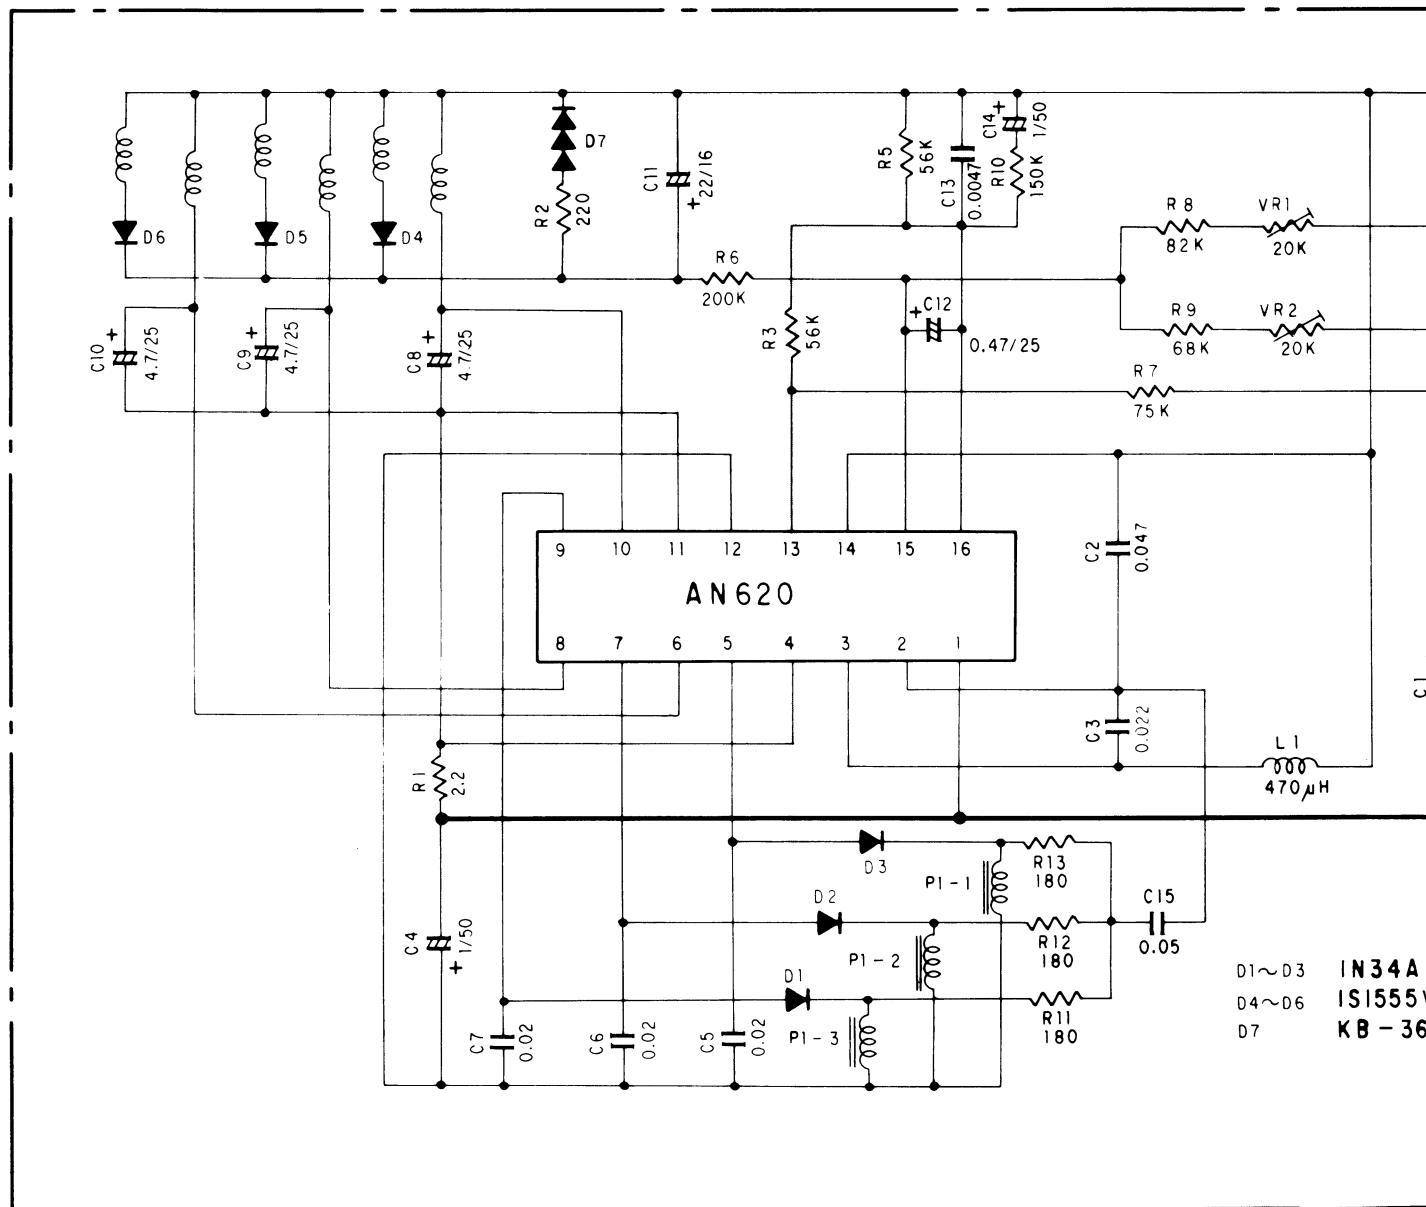 C14 +
1/50
D7
R5
56K
C13
0.0047
R10
150K
C11
+ 22/16
R2
220
D6
D5
D4
R8
82K
VR1
20K
R6
200K
+ C12
0.47/25
R3
56K
R9
68K
VR2
20K
C10 +
4.7/25
C9 +
4.7/25
C8 +
4.7/25
R7
75K
9 10 11 12 13 14 15 16
AN620
8 7 6 5 4 3 2 1
C2
0.047
C3
0.022
C1
L1
470μH
R1
2.2
D3
R13
180
P1-1
D2
C15
0.05
R12
180
C4
+ 1/50
P1-2
D1
R11
180
P1-3
C7
0.02
C6
0.02
C5
0.02
D1~D3 1N34A
D4~D6 1S1555
D7 KB-36